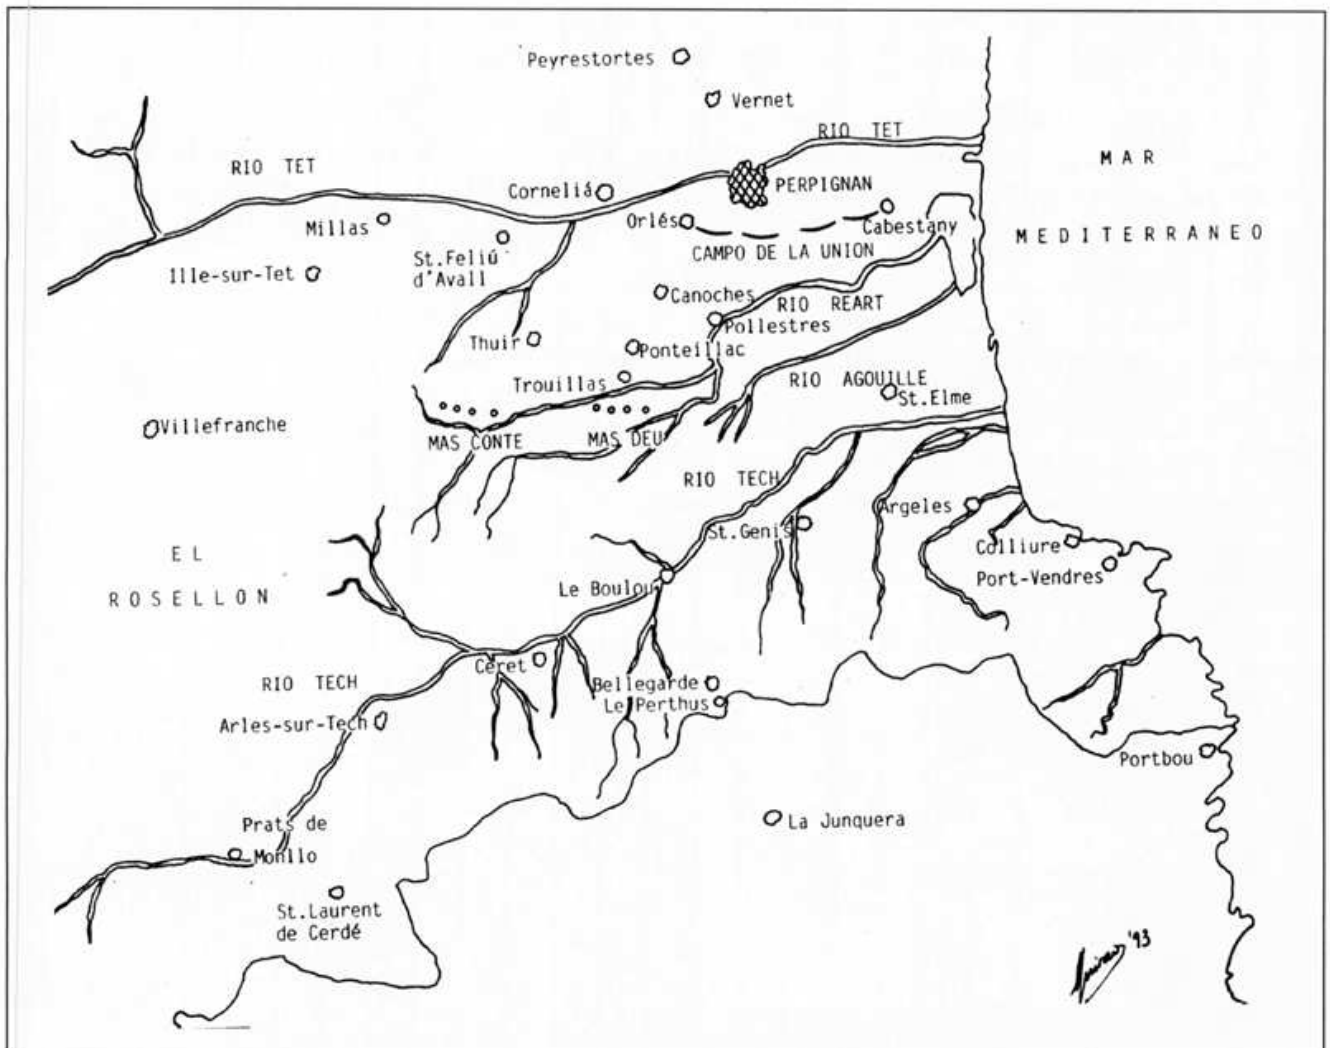 Peyrestortes
Vernet
RIO TET
MAR
RIO TET
Corneliá
PERPIGNAN
Millas
Orlés
Cabestany
MEDITERRANEO
St.Feliú
d'Avall
CAMPO DE LA UNION
Ille-sur-Tet
Canoches
RIO REART
Pollestres
Thuir
Ponteillac
Trouillas
RIO AGOUILLE
St.Elme
Villefranche
MAS CONTE
MAS DEU
RIO TECH
Argeles
St.Genis
EL
ROSELLON
Colliure
Port-Vendres
Le Boulou
Céret
RIO TECH
Bellegarde
Le Perthus
Arles-sur-Tech
Portbou
Prats de
Monllo
La Junquera
St.Laurent
de Cerdé
'93